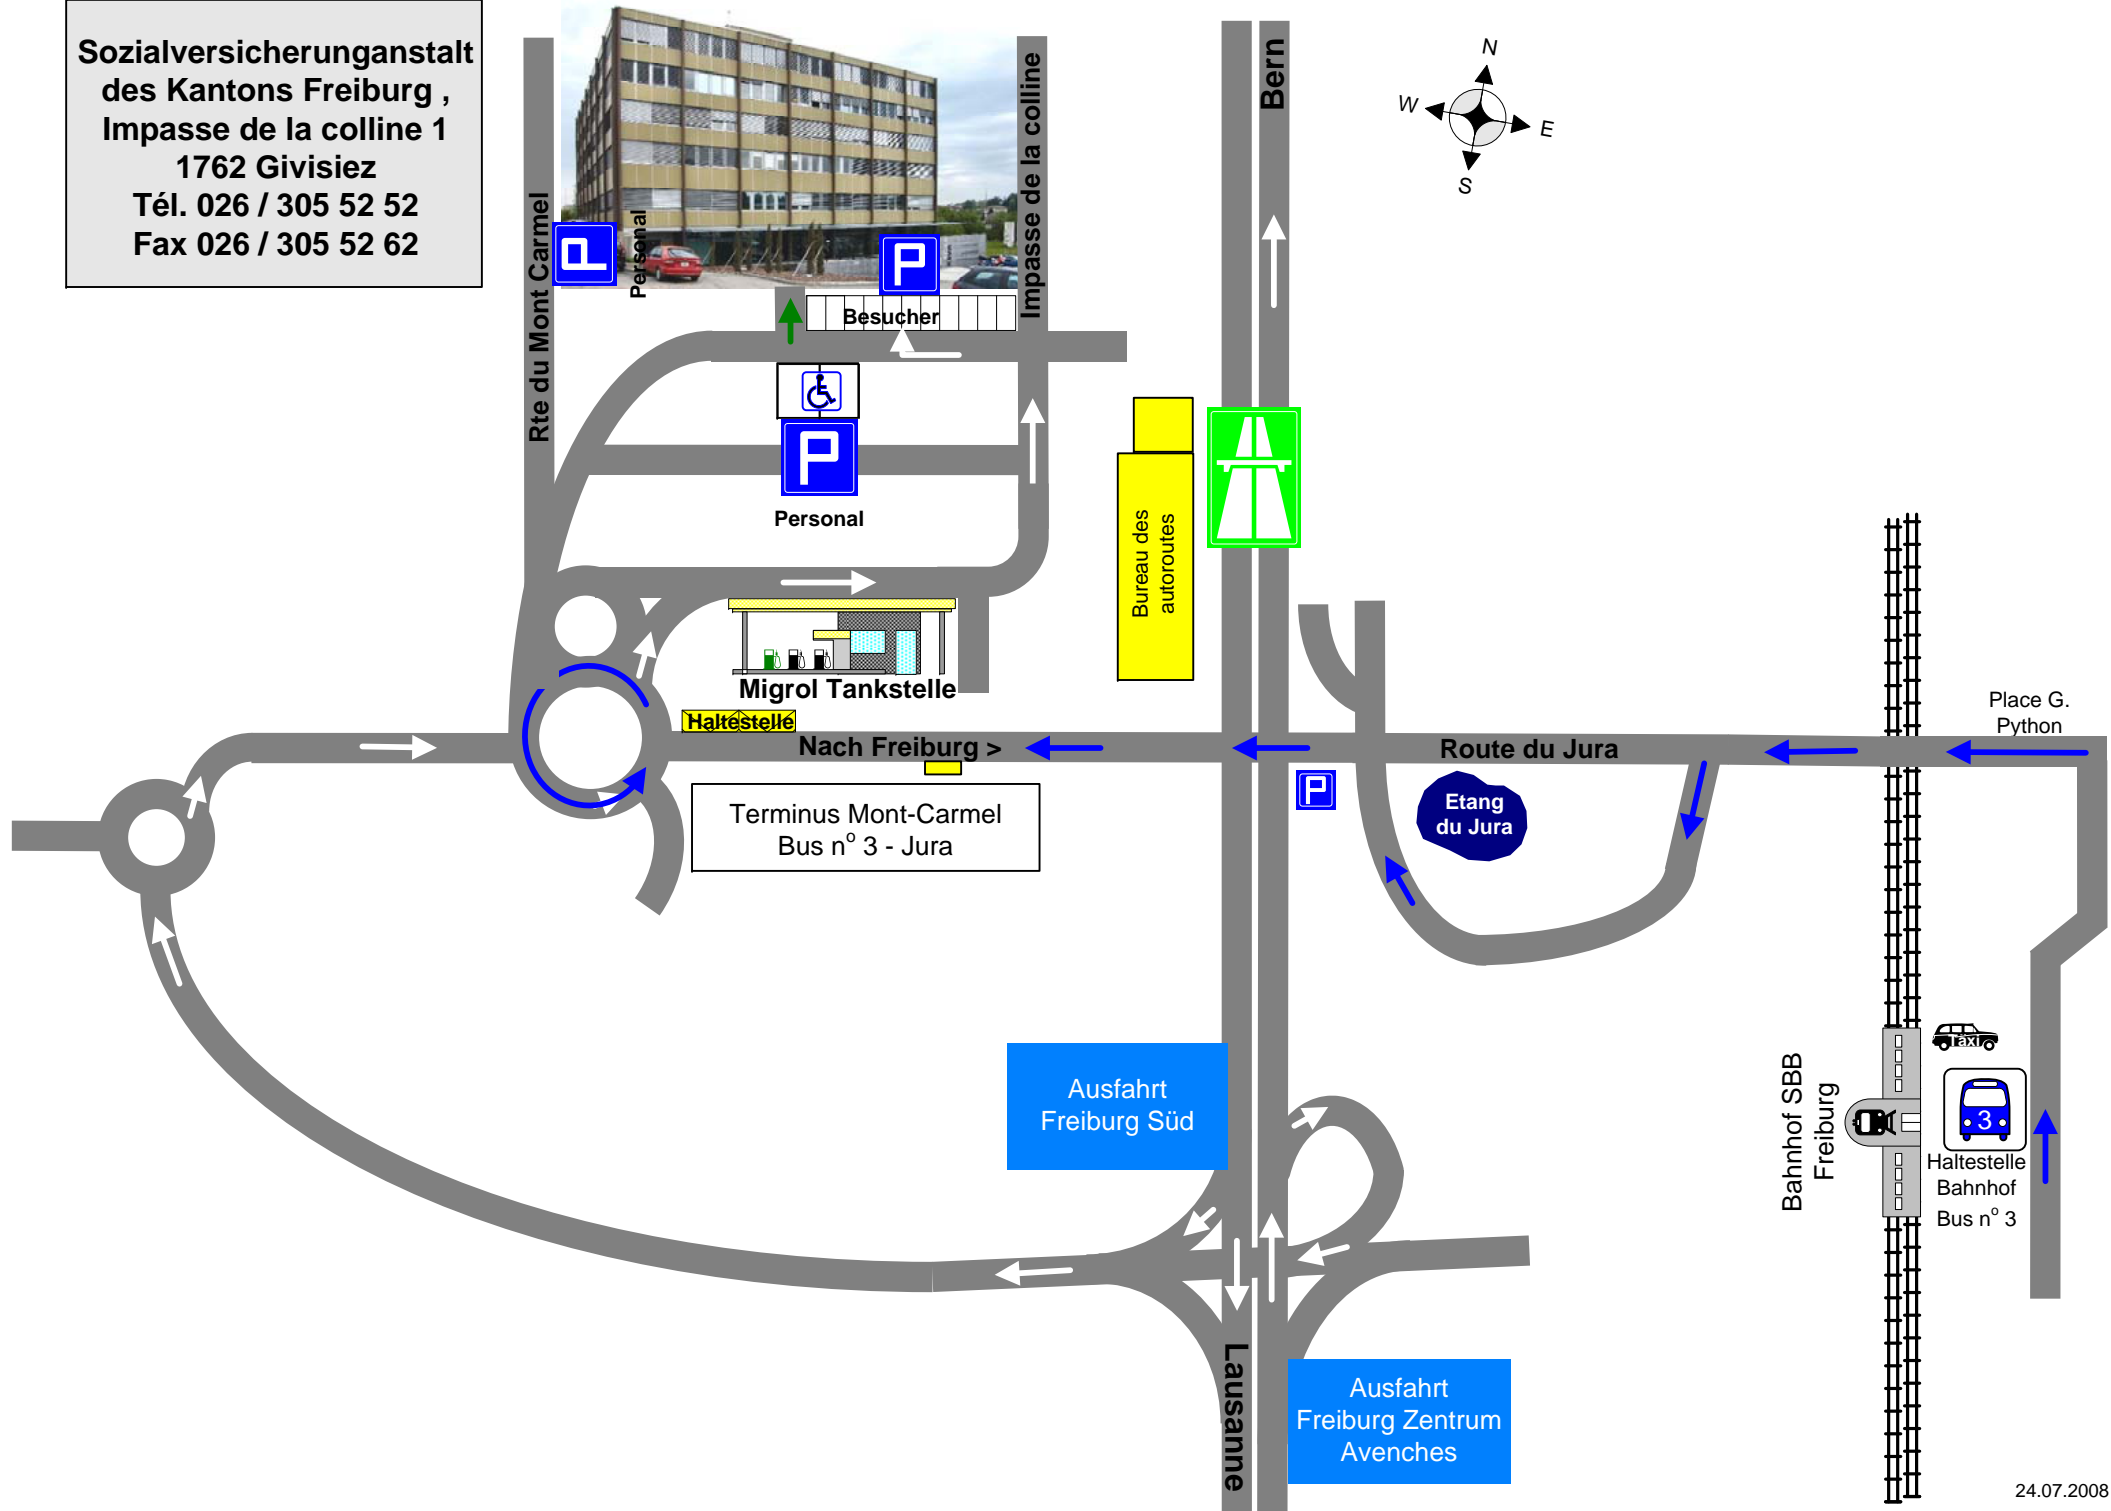 Sozialversicherunganstalt
des Kantons Freiburg ,
Impasse de la colline 1
1762 Givisiez
Tél. 026 / 305 52 52
Fax 026 / 305 52 62
Rte du Mont Carmel
P
Personal
P
Besucher
Impasse de la colline
Bern
N
W
E
S
P
Personal
Bureau des
autoroutes
Migrol Tankstelle
Haltestelle
Nach Freiburg >
Terminus Mont-Carmel
Bus nº 3 - Jura
Route du Jura
P
Etang
du Jura
Place G.
Python
Ausfahrt
Freiburg Süd
Bahnhof SBB
Freiburg
Taxi
3
Haltestelle
Bahnhof
Bus nº 3
Lausanne
Ausfahrt
Freiburg Zentrum
Avenches
24.07.2008